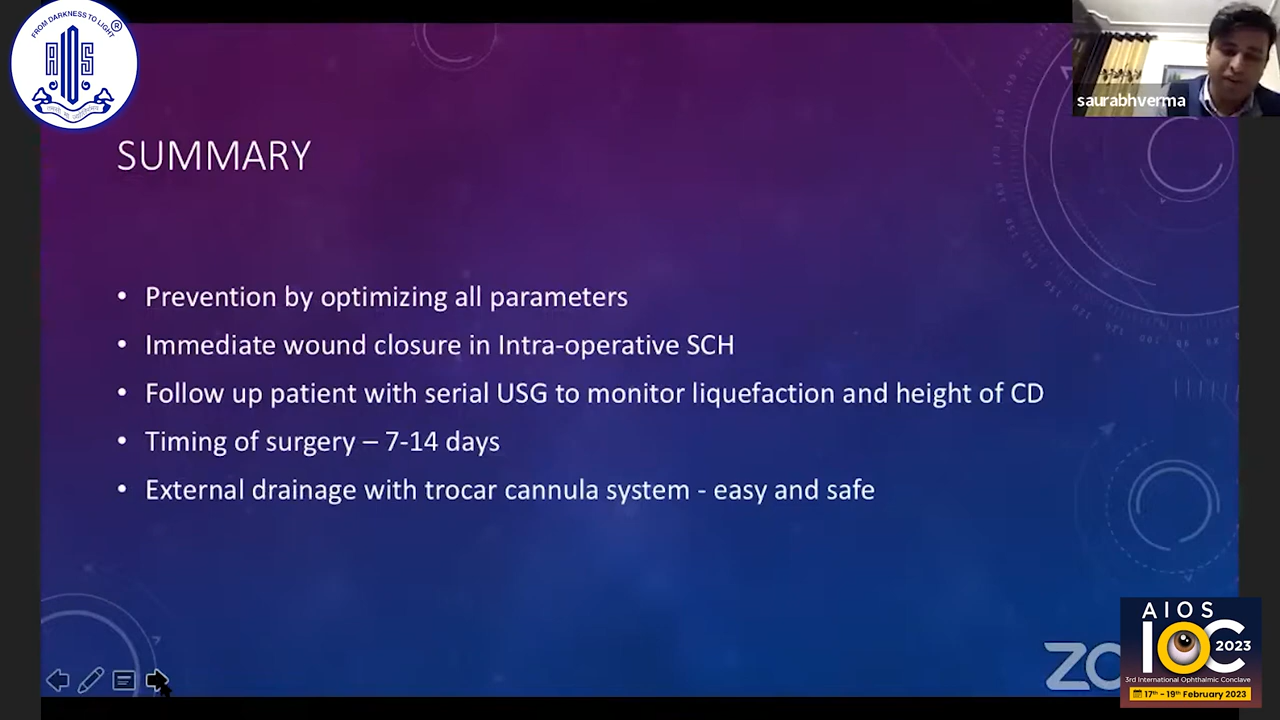 FROM DARKNESS TO LIGHT
®
AIOS
saurabhverma
SUMMARY
• Prevention by optimizing all parameters
• Immediate wound closure in Intra-operative SCH
• Follow up patient with serial USG to monitor liquefaction and height of CD
• Timing of surgery – 7-14 days
• External drainage with trocar cannula system - easy and safe
AIOS
IOC 2023
3rd International Ophthalmic Conclave
17th - 19th February 2023